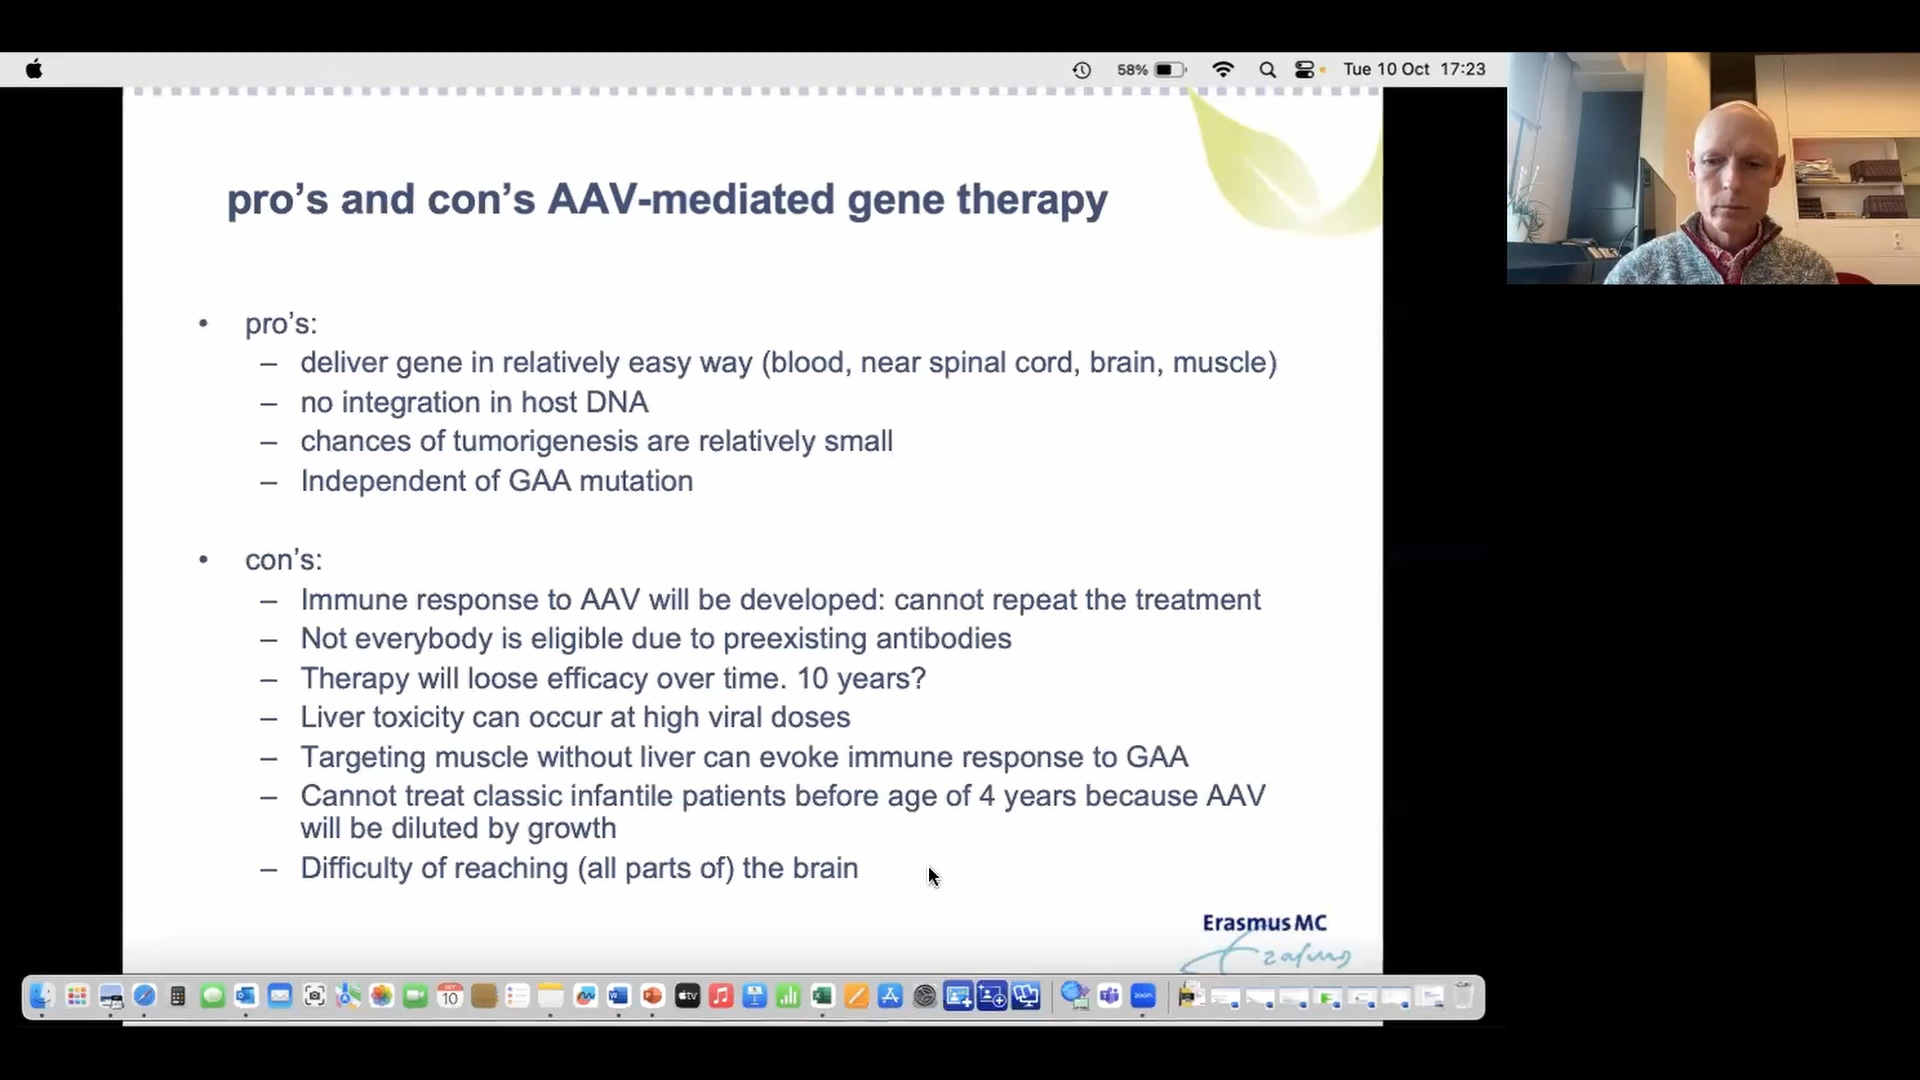 58%
Tue 10 Oct 17:23
pro’s and con’s AAV-mediated gene therapy
• pro’s:
– deliver gene in relatively easy way (blood, near spinal cord, brain, muscle)
– no integration in host DNA
– chances of tumorigenesis are relatively small
– Independent of GAA mutation
• con’s:
– Immune response to AAV will be developed: cannot repeat the treatment
– Not everybody is eligible due to preexisting antibodies
– Therapy will loose efficacy over time. 10 years?
– Liver toxicity can occur at high viral doses
– Targeting muscle without liver can evoke immune response to GAA
– Cannot treat classic infantile patients before age of 4 years because AAV
will be diluted by growth
– Difficulty of reaching (all parts of) the brain
Erasmus MC
Erasmus
OCT
10
tv
zoom